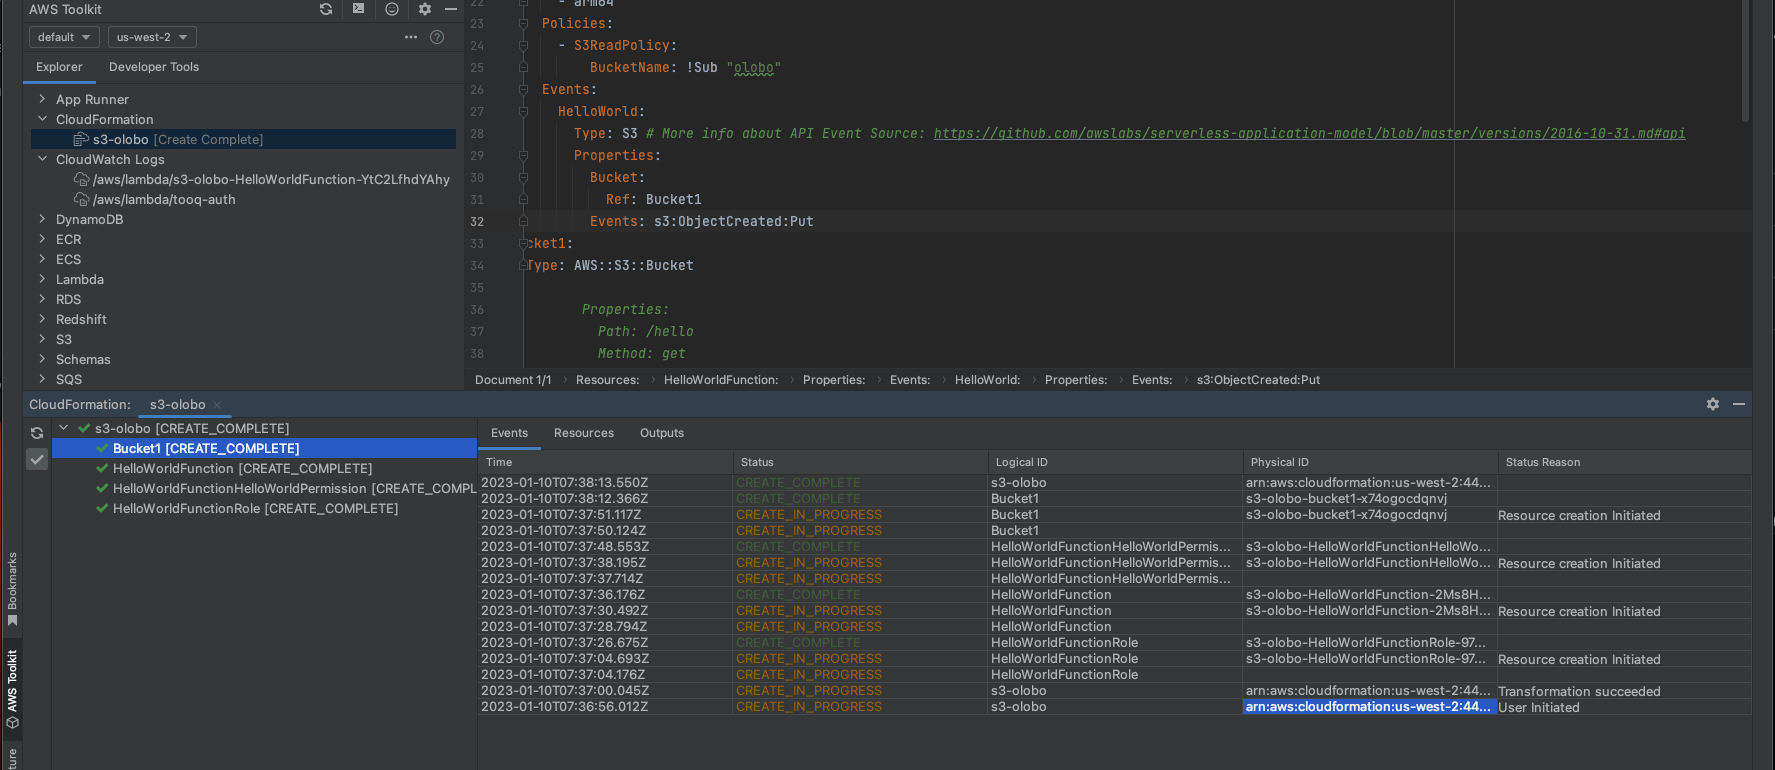 AWS Toolkit
default
us-west-2
Explorer Developer Tools
App Runner
CloudFormation
s3-olobo [Create Complete]
CloudWatch Logs
/aws/lambda/s3-olobo-HelloWorldFunction-YtC2LfhdYAhy
/aws/lambda/tooq-auth
DynamoDB
ECR
ECS
Lambda
RDS
Redshift
S3
Schemas
SQS
22 - arm64
23 Policies:
24 - S3ReadPolicy:
25 BucketName: !Sub "olobo"
26 Events:
27 HelloWorld:
28 Type: S3 # More info about API Event Source: https://github.com/awslabs/serverless-application-model/blob/master/versions/2016-10-31.md#api
29 Properties:
30 Bucket:
31 Ref: Bucket1
32 Events: s3:ObjectCreated:Put
33 cket1:
34 Type: AWS::S3::Bucket
35
36 Properties:
37 Path: /hello
38 Method: get
Document 1/1 › Resources: › HelloWorldFunction: › Properties: › Events: › HelloWorld: › Properties: › Events: › s3:ObjectCreated:Put
CloudFormation: s3-olobo ×
s3-olobo [CREATE_COMPLETE]
Bucket1 [CREATE_COMPLETE]
HelloWorldFunction [CREATE_COMPLETE]
HelloWorldFunctionHelloWorldPermission [CREATE_COMPL
HelloWorldFunctionRole [CREATE_COMPLETE]
Events Resources Outputs
Time Status Logical ID Physical ID Status Reason
2023-01-10T07:38:13.550Z CREATE_COMPLETE s3-olobo arn:aws:cloudformation:us-west-2:44...
2023-01-10T07:38:12.366Z CREATE_COMPLETE Bucket1 s3-olobo-bucket1-x74ogocdqnvj
2023-01-10T07:37:51.117Z CREATE_IN_PROGRESS Bucket1 s3-olobo-bucket1-x74ogocdqnvj Resource creation Initiated
2023-01-10T07:37:50.124Z CREATE_IN_PROGRESS Bucket1
2023-01-10T07:37:48.553Z CREATE_COMPLETE HelloWorldFunctionHelloWorldPermis... s3-olobo-HelloWorldFunctionHelloWo...
2023-01-10T07:37:38.195Z CREATE_IN_PROGRESS HelloWorldFunctionHelloWorldPermis... s3-olobo-HelloWorldFunctionHelloWo... Resource creation Initiated
2023-01-10T07:37:37.714Z CREATE_IN_PROGRESS HelloWorldFunctionHelloWorldPermis...
2023-01-10T07:37:36.176Z CREATE_COMPLETE HelloWorldFunction s3-olobo-HelloWorldFunction-2Ms8H...
2023-01-10T07:37:30.492Z CREATE_IN_PROGRESS HelloWorldFunction s3-olobo-HelloWorldFunction-2Ms8H... Resource creation Initiated
2023-01-10T07:37:28.794Z CREATE_IN_PROGRESS HelloWorldFunction
2023-01-10T07:37:26.675Z CREATE_COMPLETE HelloWorldFunctionRole s3-olobo-HelloWorldFunctionRole-97...
2023-01-10T07:37:04.693Z CREATE_IN_PROGRESS HelloWorldFunctionRole s3-olobo-HelloWorldFunctionRole-97... Resource creation Initiated
2023-01-10T07:37:04.176Z CREATE_IN_PROGRESS HelloWorldFunctionRole
2023-01-10T07:37:00.045Z CREATE_IN_PROGRESS s3-olobo arn:aws:cloudformation:us-west-2:44... Transformation succeeded
2023-01-10T07:36:56.012Z CREATE_IN_PROGRESS s3-olobo arn:aws:cloudformation:us-west-2:44... User Initiated
Bookmarks
AWS Toolkit
ture